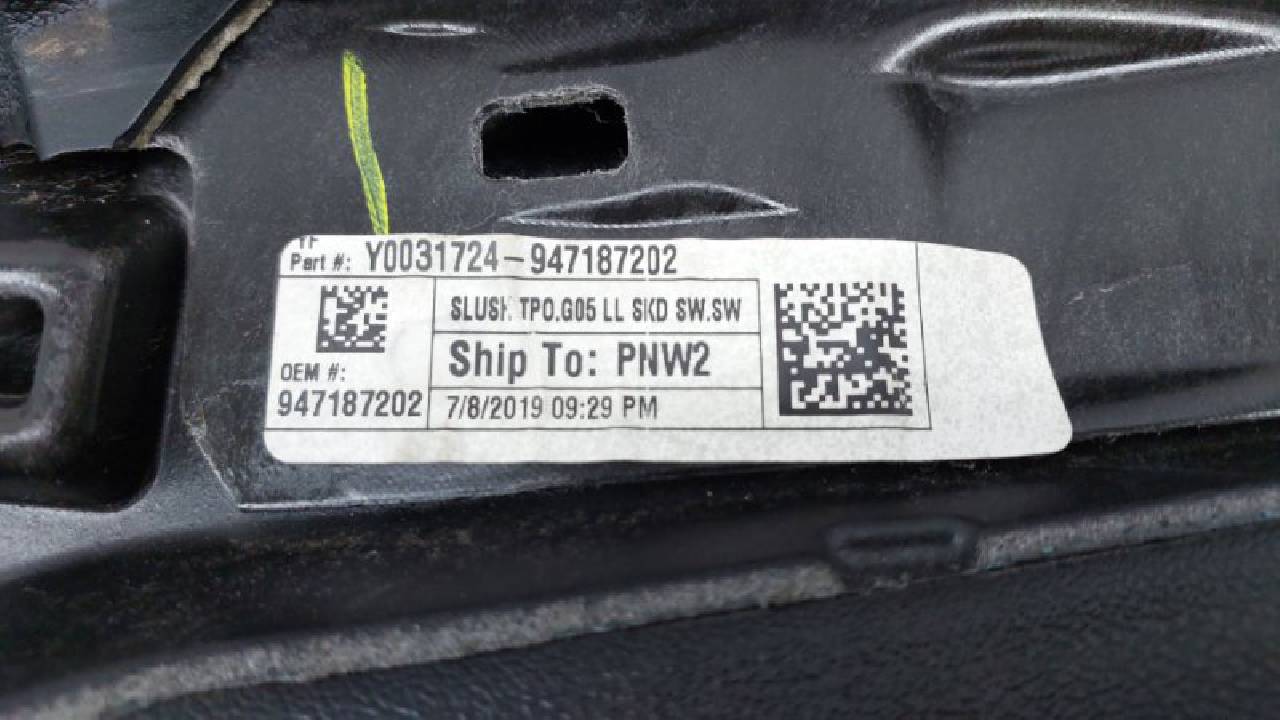 Part #: Y0031724-947187202
SLUSH TPO.G05 LL SKD SW.SW
Ship To: PNW2
OEM #:
947187202
7/8/2019 09:29 PM